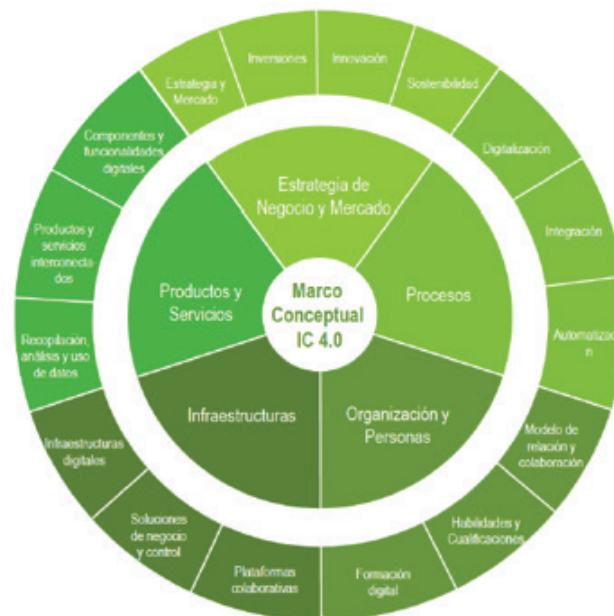 Estrategia y
Mercado
Inversiones
Innovación
Sostenibilidad
Digitalización
Integración
Automatizac
n
Modelo de
relación y
colaboración
Habilidades y
Cualificaciones
Formación
digital
Plataformas
colaborativas
Soluciones
de negocio
y control
Infraestructuras
digitales
Recopilación,
análisis y uso
de datos
Productos y
servicios
interconecta-
dos
Componentes y
funcionalidades
digitales
Estrategia de
Negocio y Mercado
Procesos
Organización y
Personas
Infraestructuras
Productos y
Servicios
Marco
Conceptual
IC 4.0